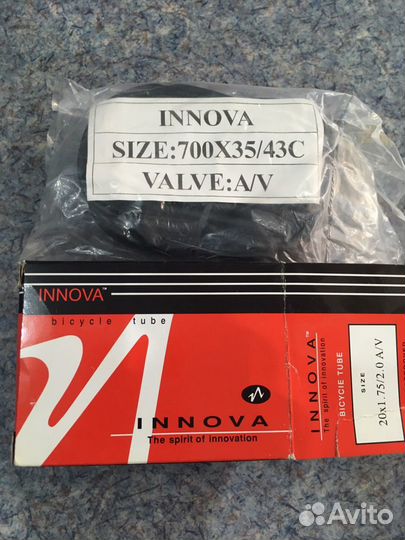 INNOVA
SIZE:700X35/43C
VALVE:A/V
INNOVA™
bicycle tube
INNOVA
The spirit of innovation
INNOVA™
The spirit of innovation
BICYCLE TUBE
SIZE
20x1.75/2.0 A/V
Avito